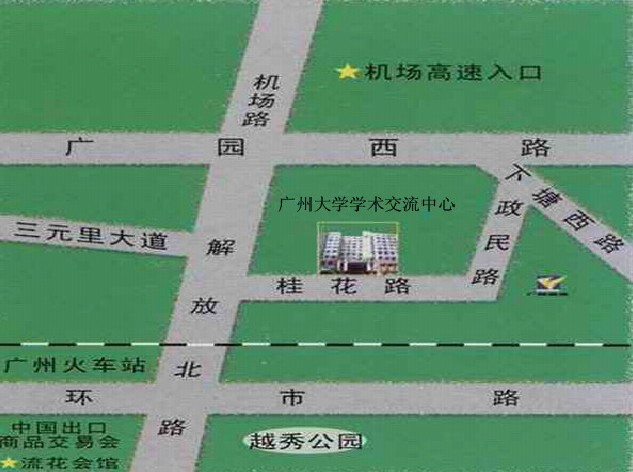 机场高速入口
机场路
广园西路
下塘西路
广州大学学术交流中心
政民路
三元里大道
解放北路
桂花路
广州火车站
环市路
中国出口
商品交易会
越秀公园
流花会馆